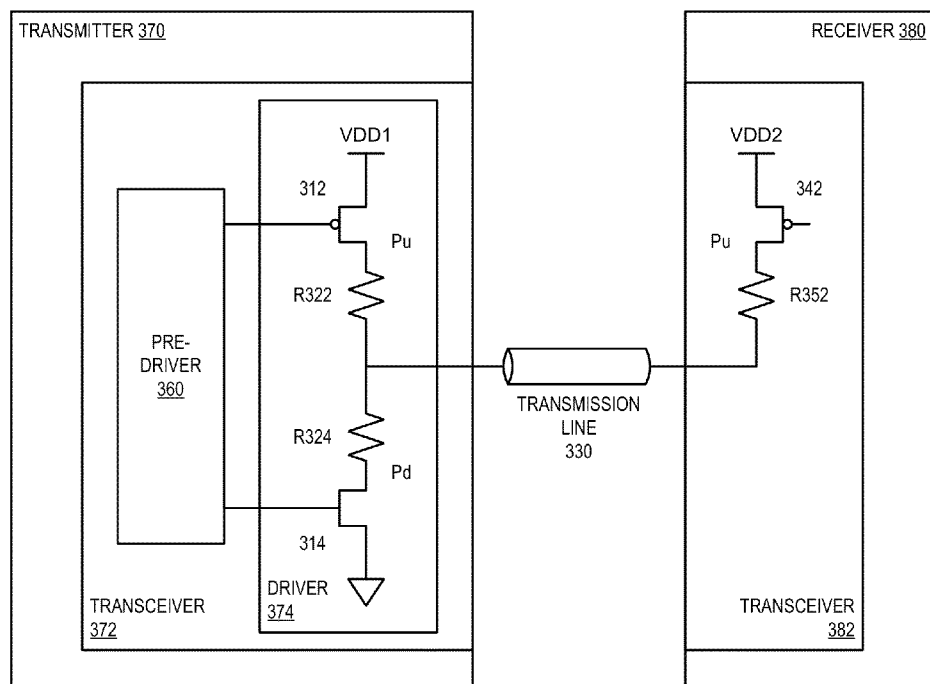 TRANSMITTER 370
RECEIVER 380
VDD1
VDD2
312
342
Pu
Pu
R322
R352
PRE-
DRIVER
360
TRANSMISSION
LINE
330
R324
Pd
314
DRIVER
374
TRANSCEIVER
372
TRANSCEIVER
382